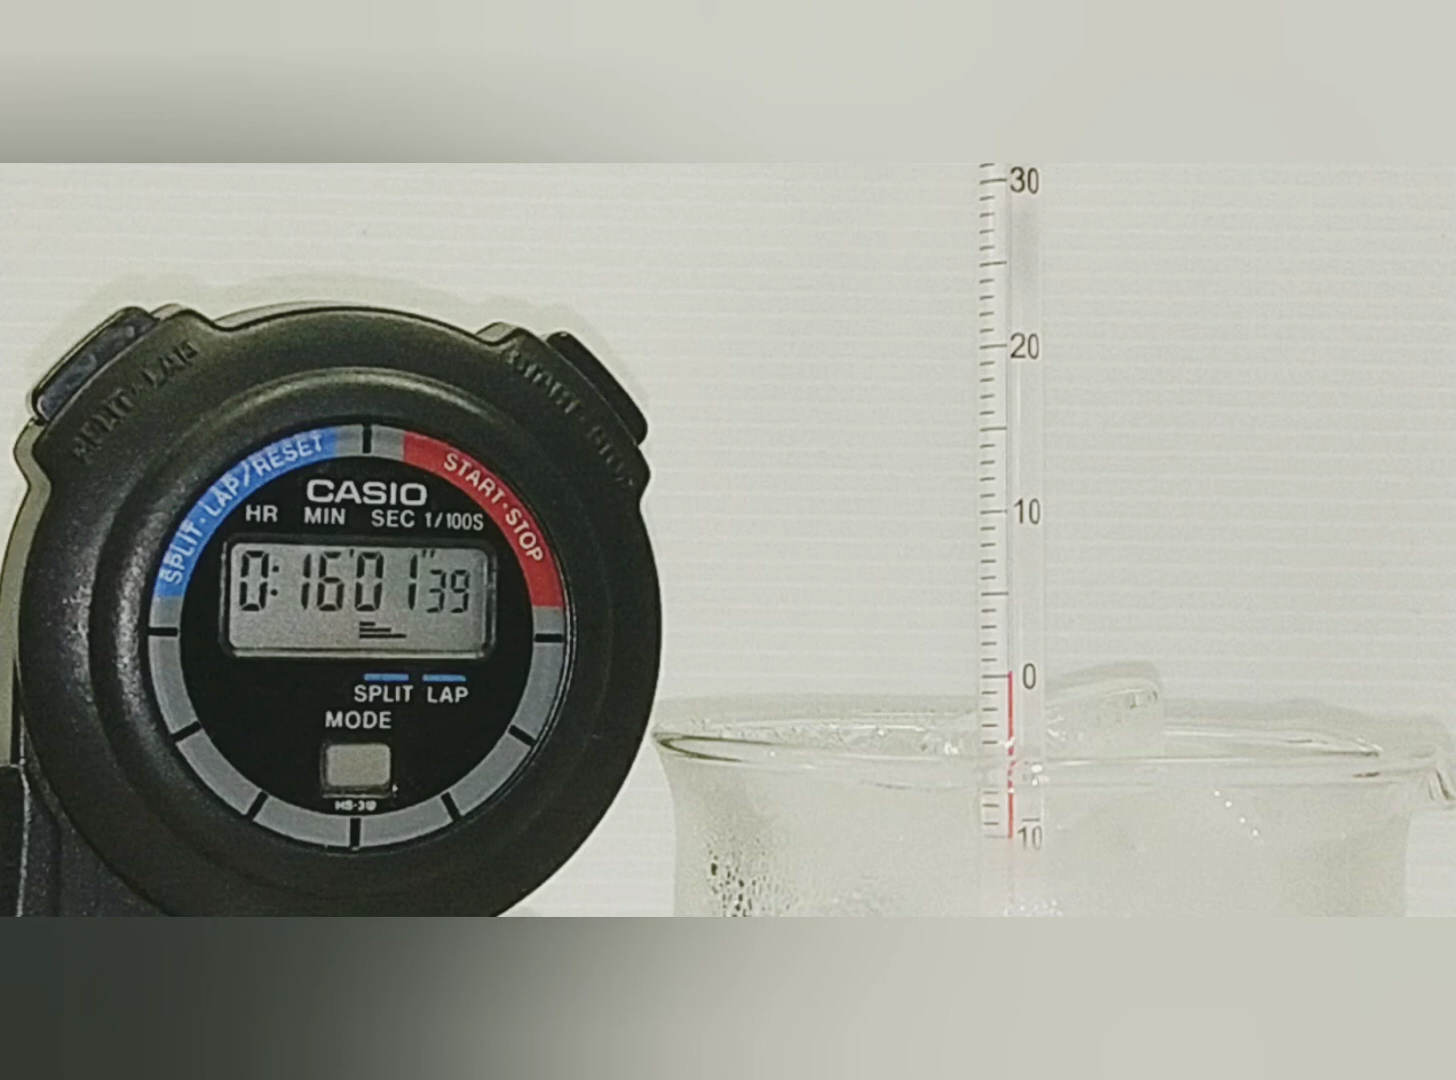 SPLIT·LAP/RESET
START·STOP
CASIO
HR MIN SEC 1/100S
0:16'01"39
SPLIT LAP
MODE
30
20
10
0
10